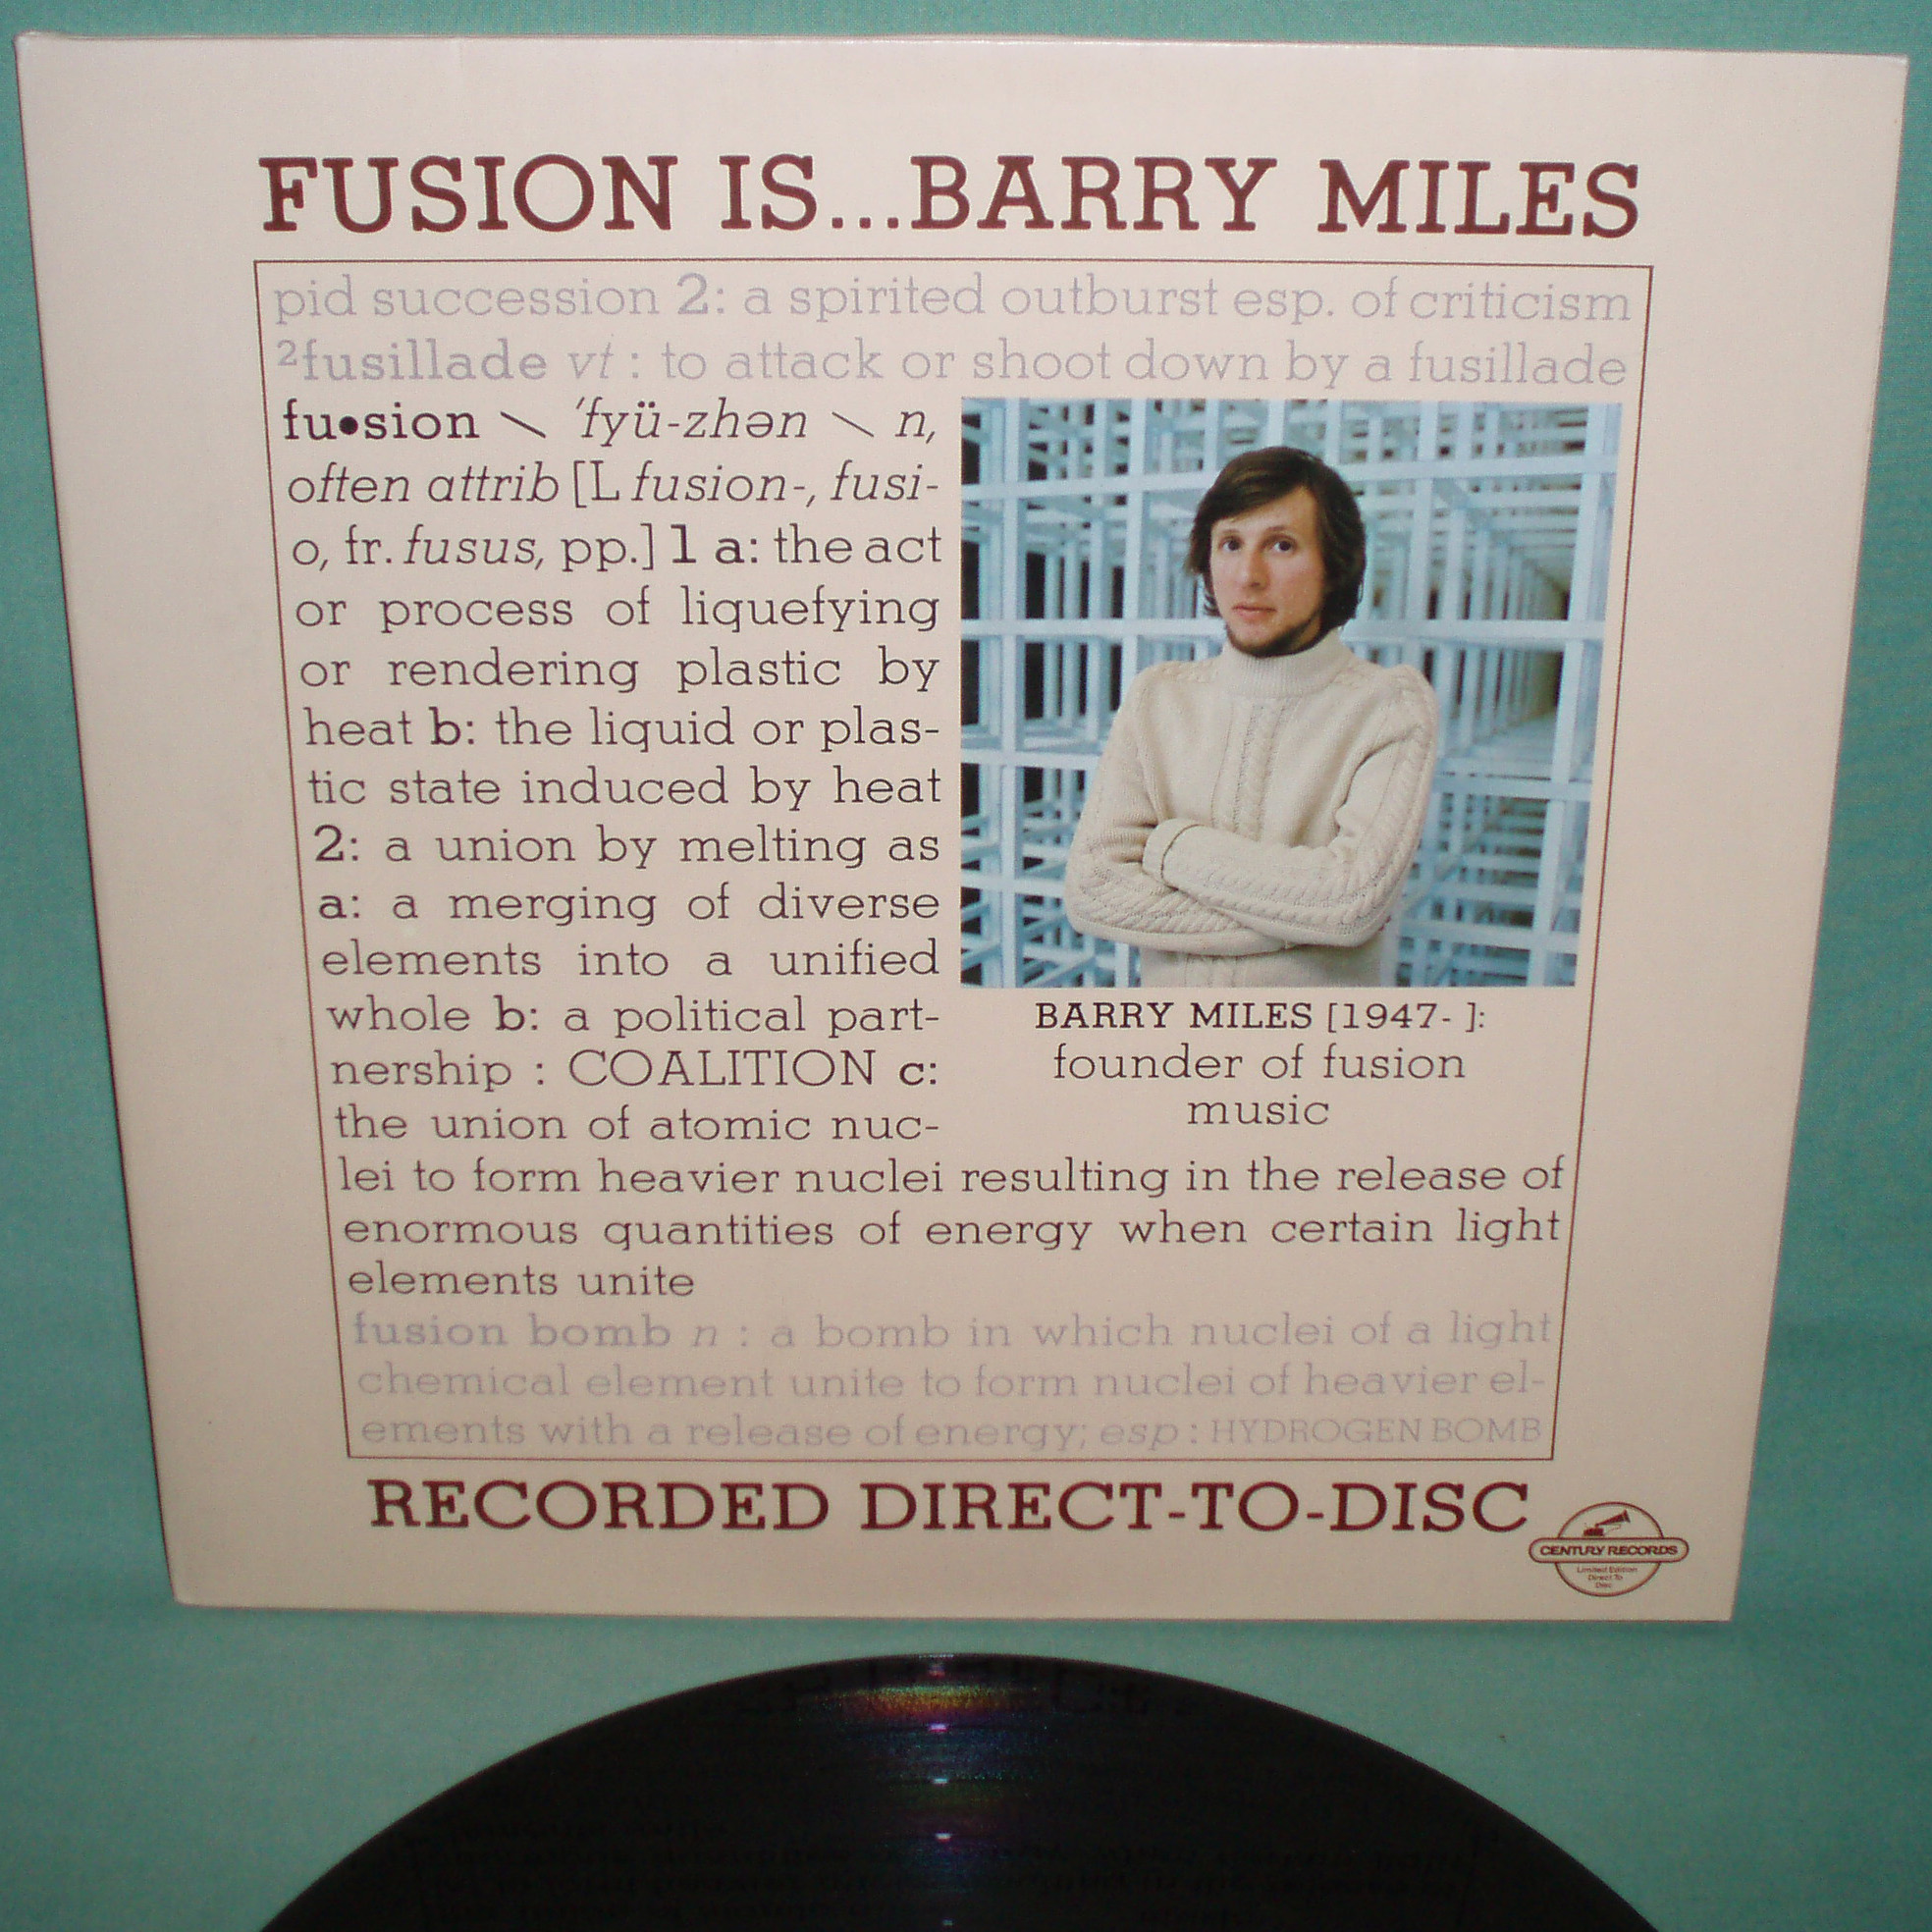 FUSION IS...BARRY MILES
pid succession 2: a spirited outburst esp. of criticism
²fusillade vt : to attack or shoot down by a fusillade
fu•sion \ ′fyü-zhən \ n,
often attrib [L fusion-, fusi-
o, fr. fusus, pp.] 1 a: the act
or process of liquefying
or rendering plastic by
heat b: the liquid or plas-
tic state induced by heat
2: a union by melting as
a: a merging of diverse
elements into a unified
whole b: a political part-
nership : COALITION c:
the union of atomic nuc-
lei to form heavier nuclei resulting in the release of
enormous quantities of energy when certain light
elements unite
BARRY MILES [1947- ]:
founder of fusion
music
fusion bomb n : a bomb in which nuclei of a light
chemical element unite to form nuclei of heavier el-
ements with a release of energy; esp : HYDROGEN BOMB
RECORDED DIRECT-TO-DISC
CENTURY RECORDS
Limited Edition
Direct To
Disc